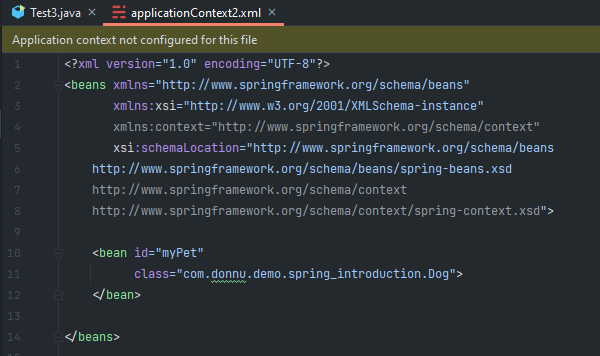 Test3.java × applicationContext2.xml ×
Application context not configured for this file
1 <?xml version="1.0" encoding="UTF-8"?>
2 <beans xmlns="http://www.springframework.org/schema/beans"
3 xmlns:xsi="http://www.w3.org/2001/XMLSchema-instance"
4 xmlns:context="http://www.springframework.org/schema/context"
5 xsi:schemaLocation="http://www.springframework.org/schema/beans
6 http://www.springframework.org/schema/beans/spring-beans.xsd
7 http://www.springframework.org/schema/context
8 http://www.springframework.org/schema/context/spring-context.xsd">
9
10 <bean id="myPet"
11 class="com.donnu.demo.spring_introduction.Dog">
12 </bean>
13
14 </beans>